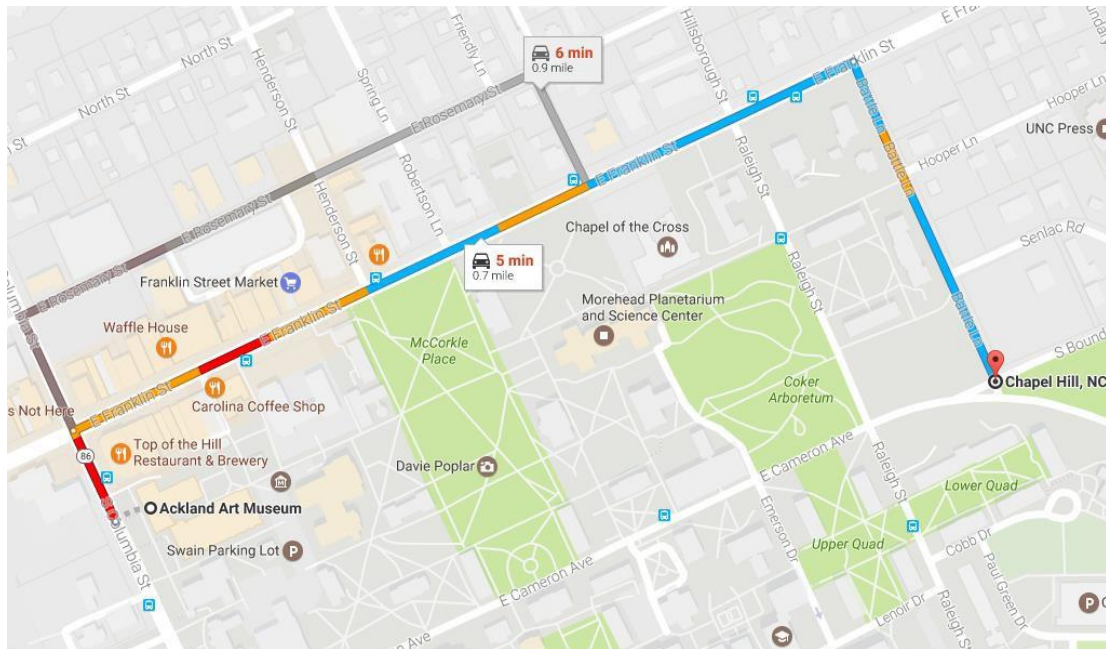 E Franklin St
Hillsborough St
North St
Henderson St
Friendly Ln
6 min
0.9 mile
Spring Ln
E Rosemary St
E Franklin St
Battle Ln
Hooper Ln
UNC Press
North St
Battle Ln
Hooper Ln
Raleigh St
E Franklin St
Robertson Ln
Henderson St
E Rosemary St
Chapel of the Cross
Senlac Rd
5 min
0.7 mile
Franklin Street Market
E Rosemary St
Morehead Planetarium
and Science Center
Raleigh St
Battle Ln
Waffle House
E Franklin St
McCorkle
Place
S Bound
Coker
Arboretum
Chapel Hill, NC
s Not Here
E Franklin St
Carolina Coffee Shop
Top of the Hill
Restaurant & Brewery
86
Davie Poplar
E Cameron Ave
Raleigh St
Lower Quad
Ackland Art Museum
Swain Parking Lot
P
Emerson Dr
Upper Quad
Cobb Dr
Columbia St
E Cameron Ave
Paul Green Dr
Lenoir Dr
Raleigh St
P